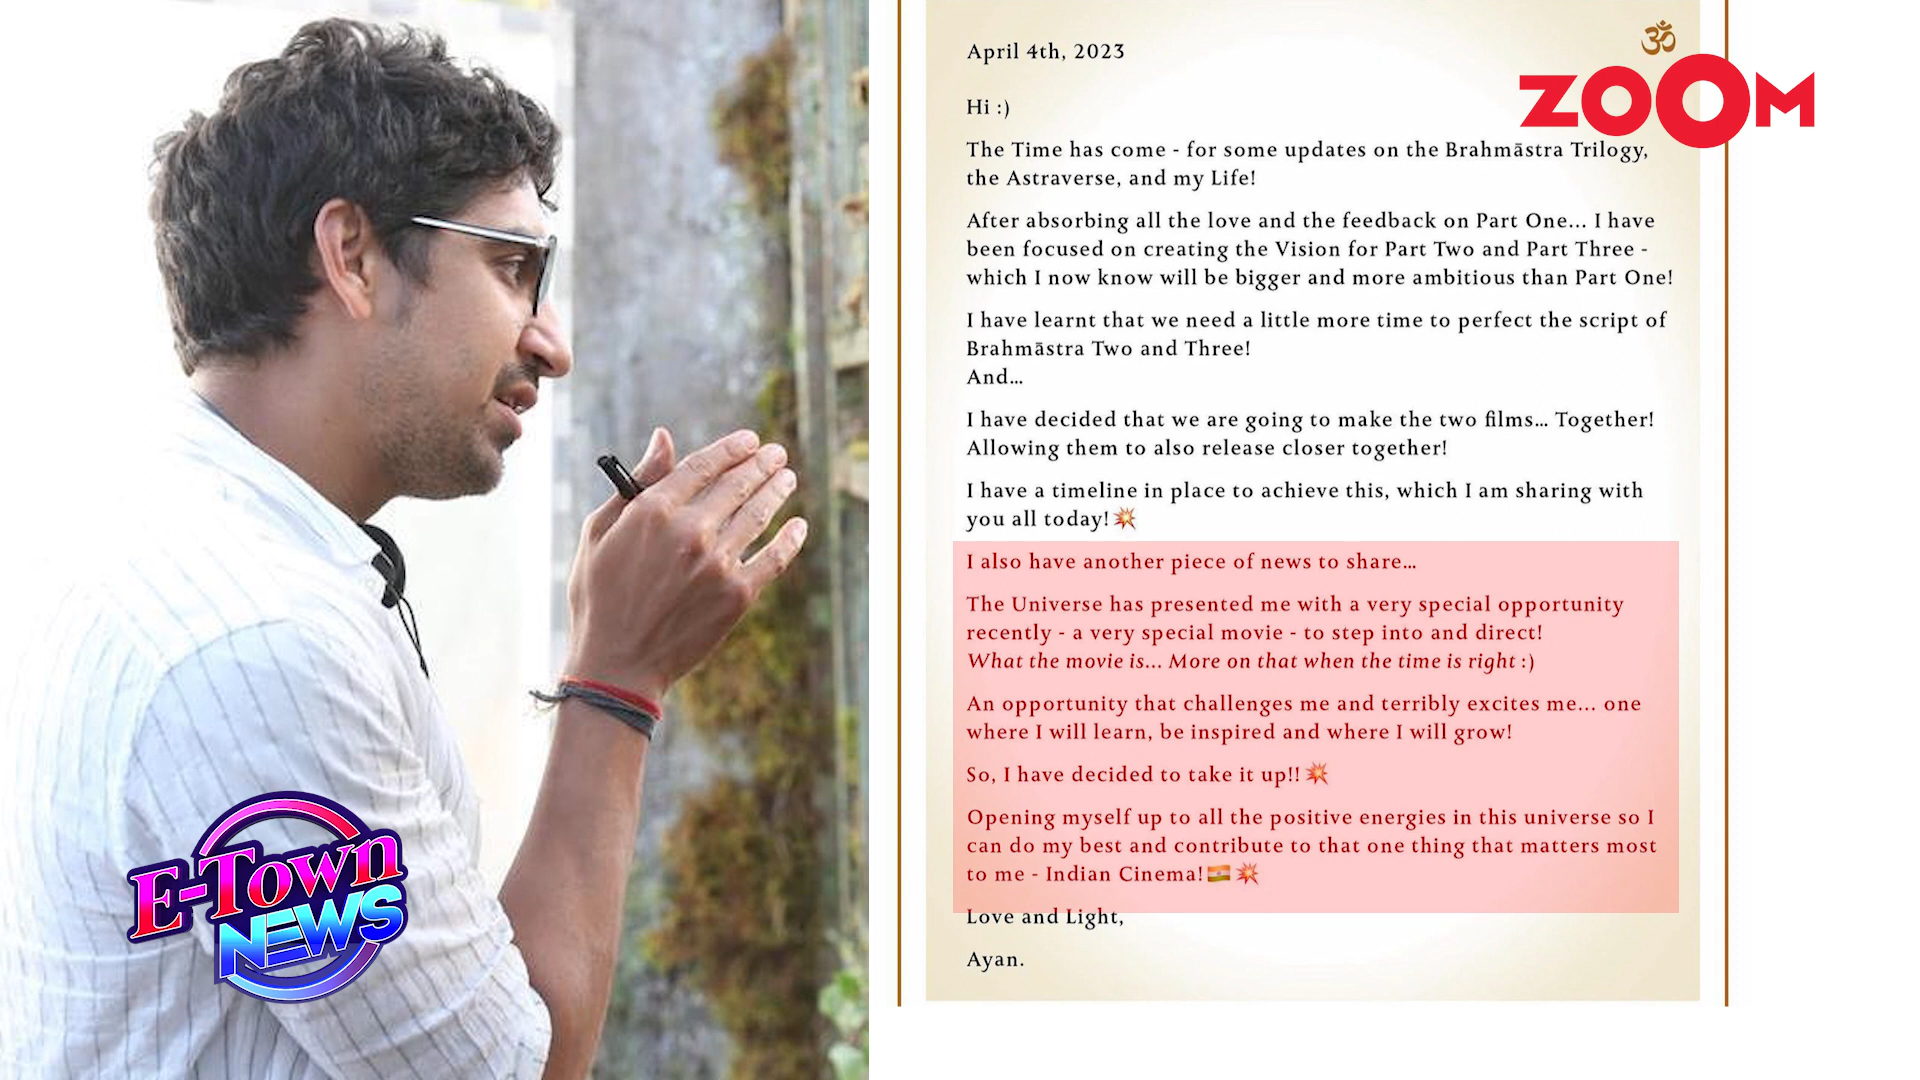 ॐ
ZOOM
April 4th, 2023
Hi :)
The Time has come - for some updates on the Brahmāstra Trilogy,
the Astraverse, and my Life!
After absorbing all the love and the feedback on Part One... I have
been focused on creating the Vision for Part Two and Part Three -
which I now know will be bigger and more ambitious than Part One!
I have learnt that we need a little more time to perfect the script of
Brahmāstra Two and Three!
And...
I have decided that we are going to make the two films... Together!
Allowing them to also release closer together!
I have a timeline in place to achieve this, which I am sharing with
you all today!💥
I also have another piece of news to share...
The Universe has presented me with a very special opportunity
recently - a very special movie - to step into and direct!
What the movie is... More on that when the time is right :)
An opportunity that challenges me and terribly excites me... one
where I will learn, be inspired and where I will grow!
So, I have decided to take it up!!💥
Opening myself up to all the positive energies in this universe so I
can do my best and contribute to that one thing that matters most
to me - Indian Cinema!🇮🇳💥
Love and Light,
Ayan.
E-Town
NEWS